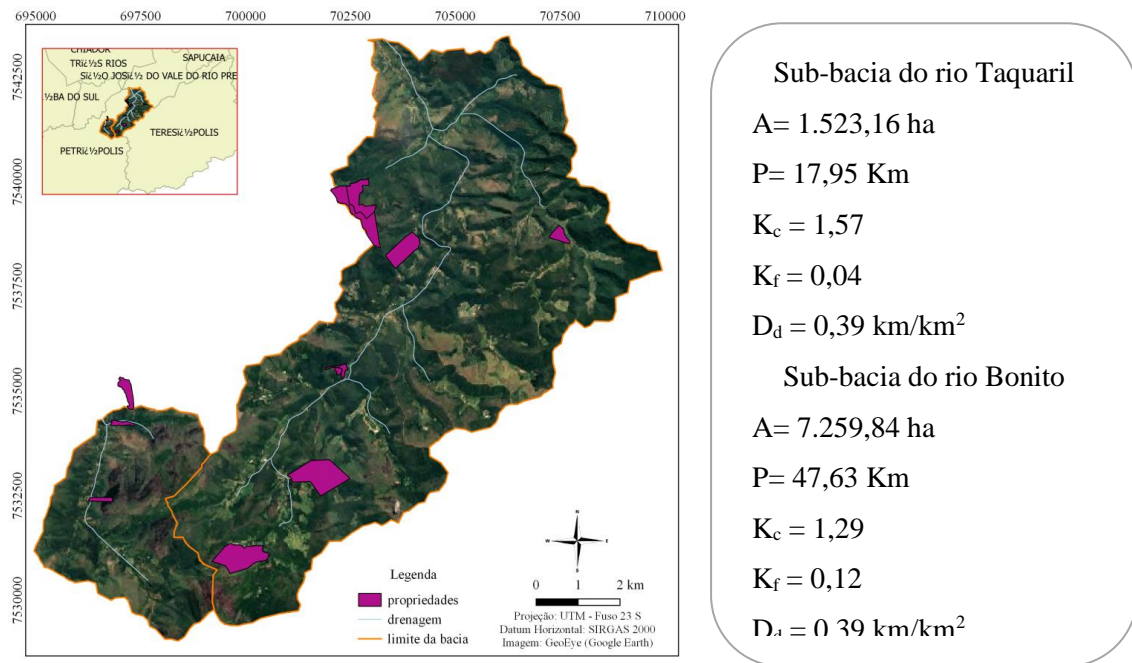 695000 697500 700000 702500 705000 707500 710000
7542500
7540000
7537500
7535000
7532500
7530000
CHIADOR
SAPUCAIA
TRï¿½S RIOS
Sï¿½O JOSï¿½ DO VALE DO RIO PRE
ï¿½BA DO SUL
TERESï¿½POLIS
PETRï¿½POLIS
N
W E
S
0 1 2 km
Legenda
propriedades
drenagem
limite da bacia
Projeção: UTM - Fuso 23 S
Datum Horizontal: SIRGAS 2000
Imagem: GeoEye (Google Earth)
Sub-bacia do rio Taquaril
A= 1.523,16 ha
P= 17,95 Km
Kc = 1,57
Kf = 0,04
Dd = 0,39 km/km²
Sub-bacia do rio Bonito
A= 7.259,84 ha
P= 47,63 Km
Kc = 1,29
Kf = 0,12
Dd = 0,39 km/km²